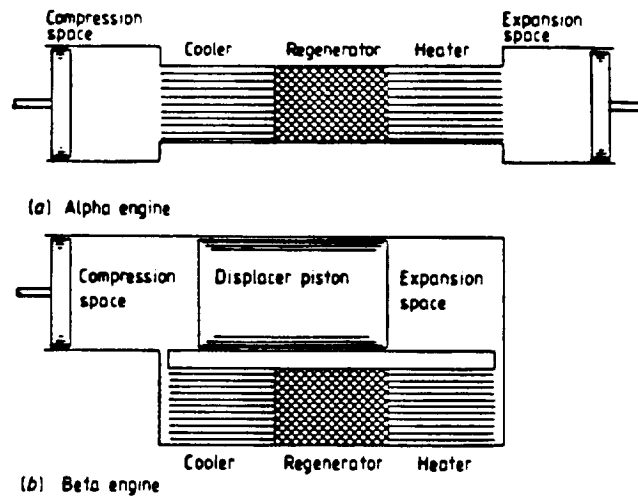 Compression
space
Expansion
space
Cooler Regenerator Heater
(a) Alpha engine
Compression
space
Displacer piston
Expansion
space
Cooler Regenerator Heater
(b) Beta engine